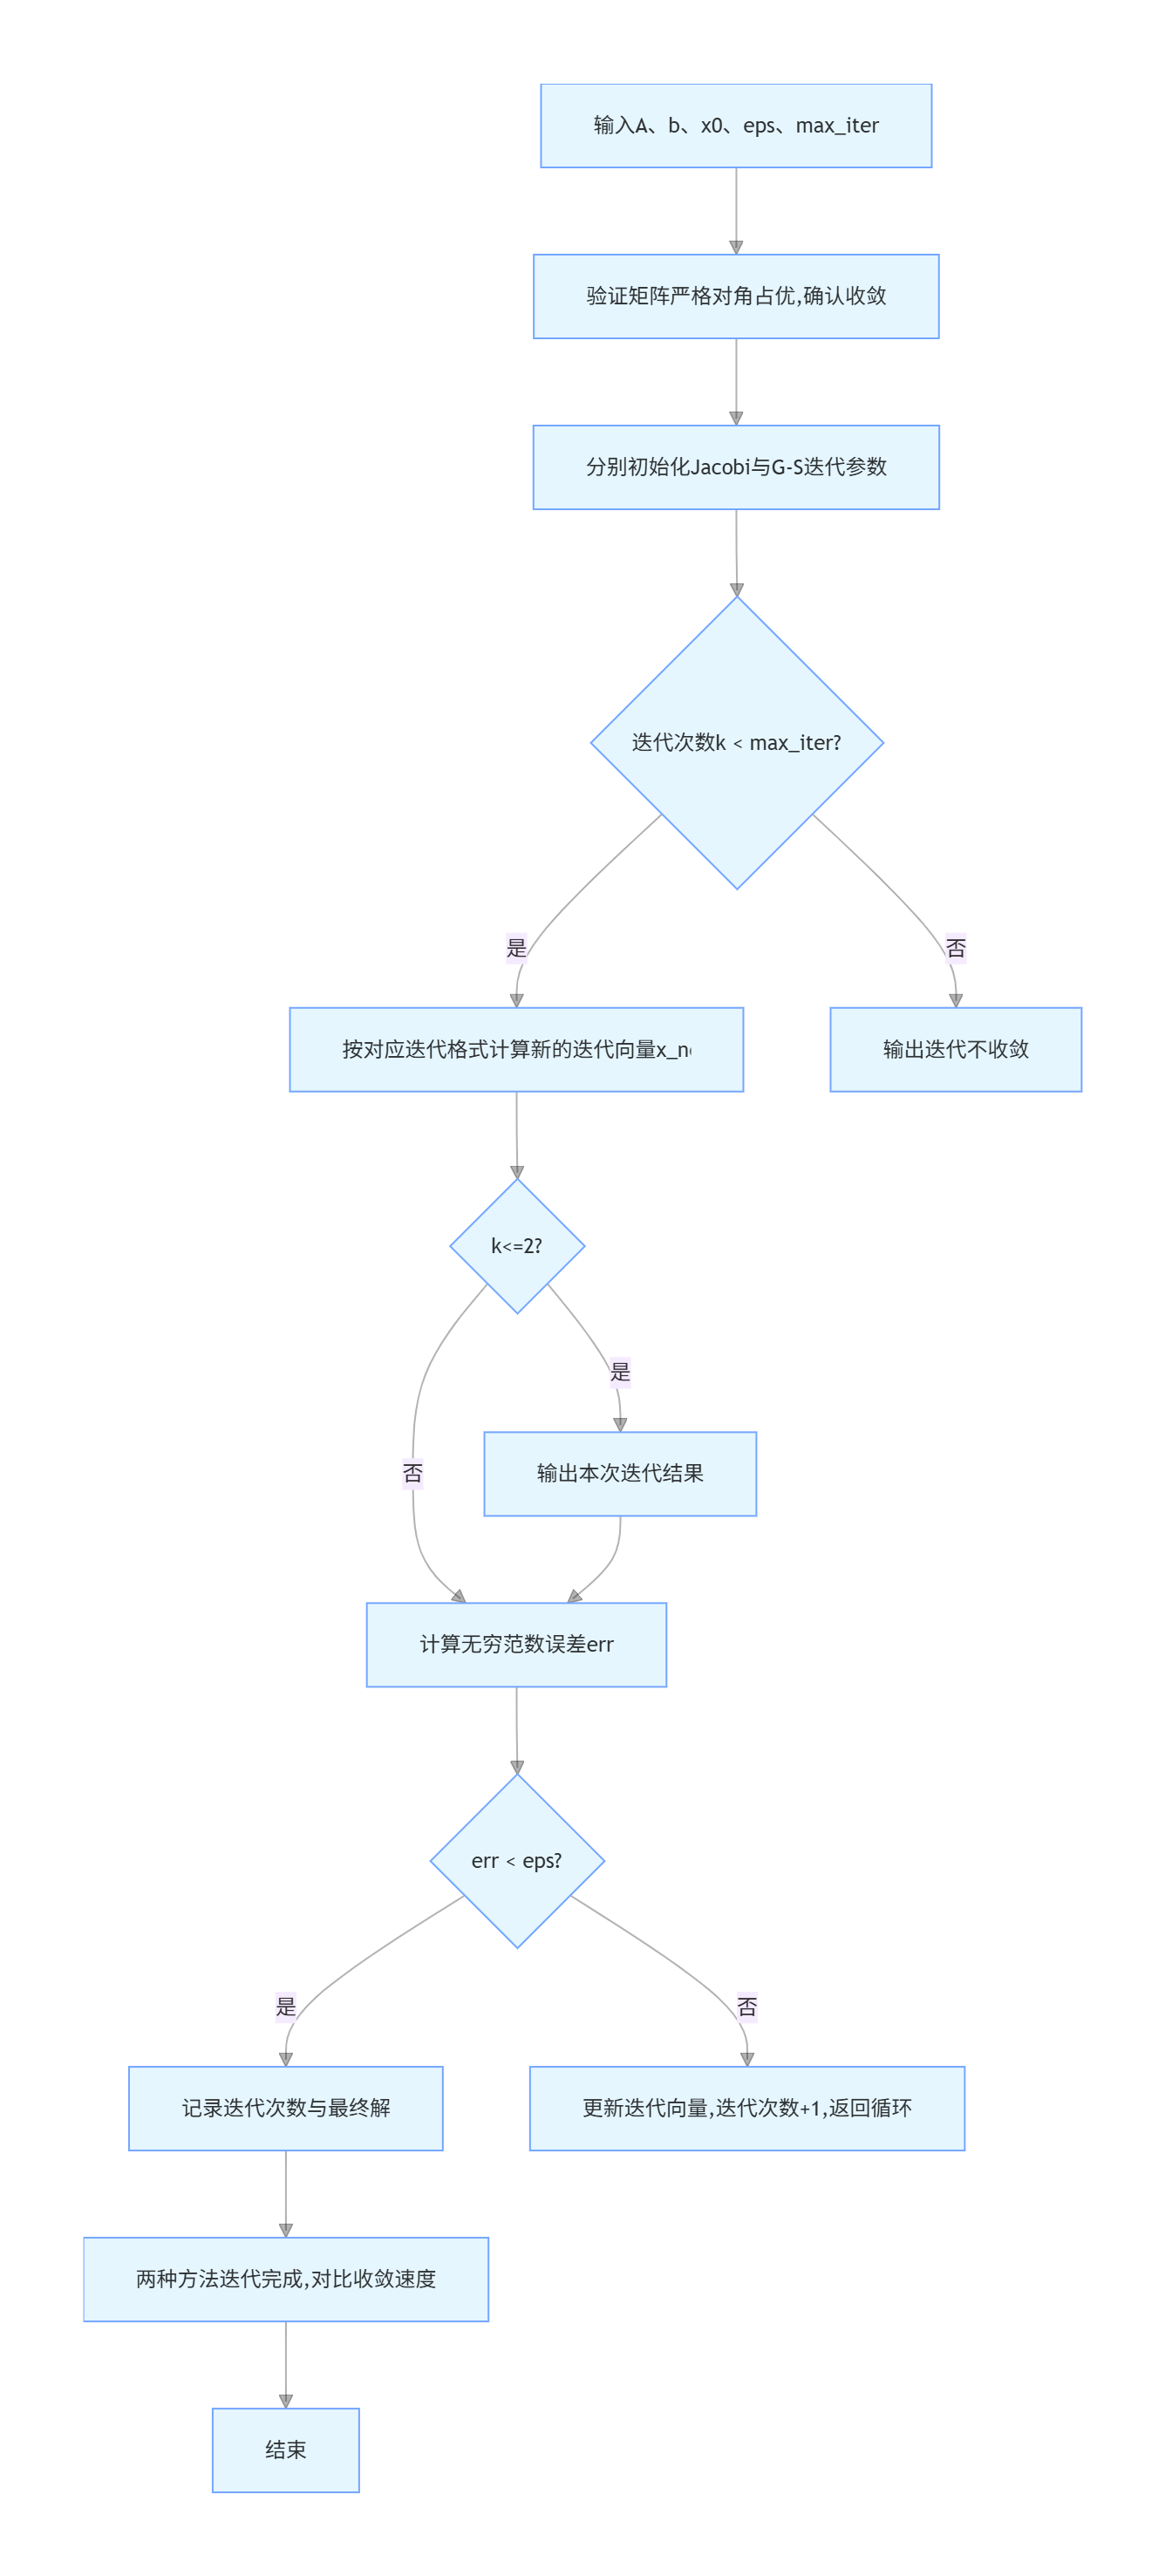 输入A、b、x0、eps、max_iter
验证矩阵严格对角占优,确认收敛
分别初始化Jacobi与G-S迭代参数
迭代次数k < max_iter?
是
否
按对应迭代格式计算新的迭代向量x_n
输出迭代不收敛
k<=2?
是
否
输出本次迭代结果
计算无穷范数误差err
err < eps?
是
否
记录迭代次数与最终解
更新迭代向量,迭代次数+1,返回循环
两种方法迭代完成,对比收敛速度
结束